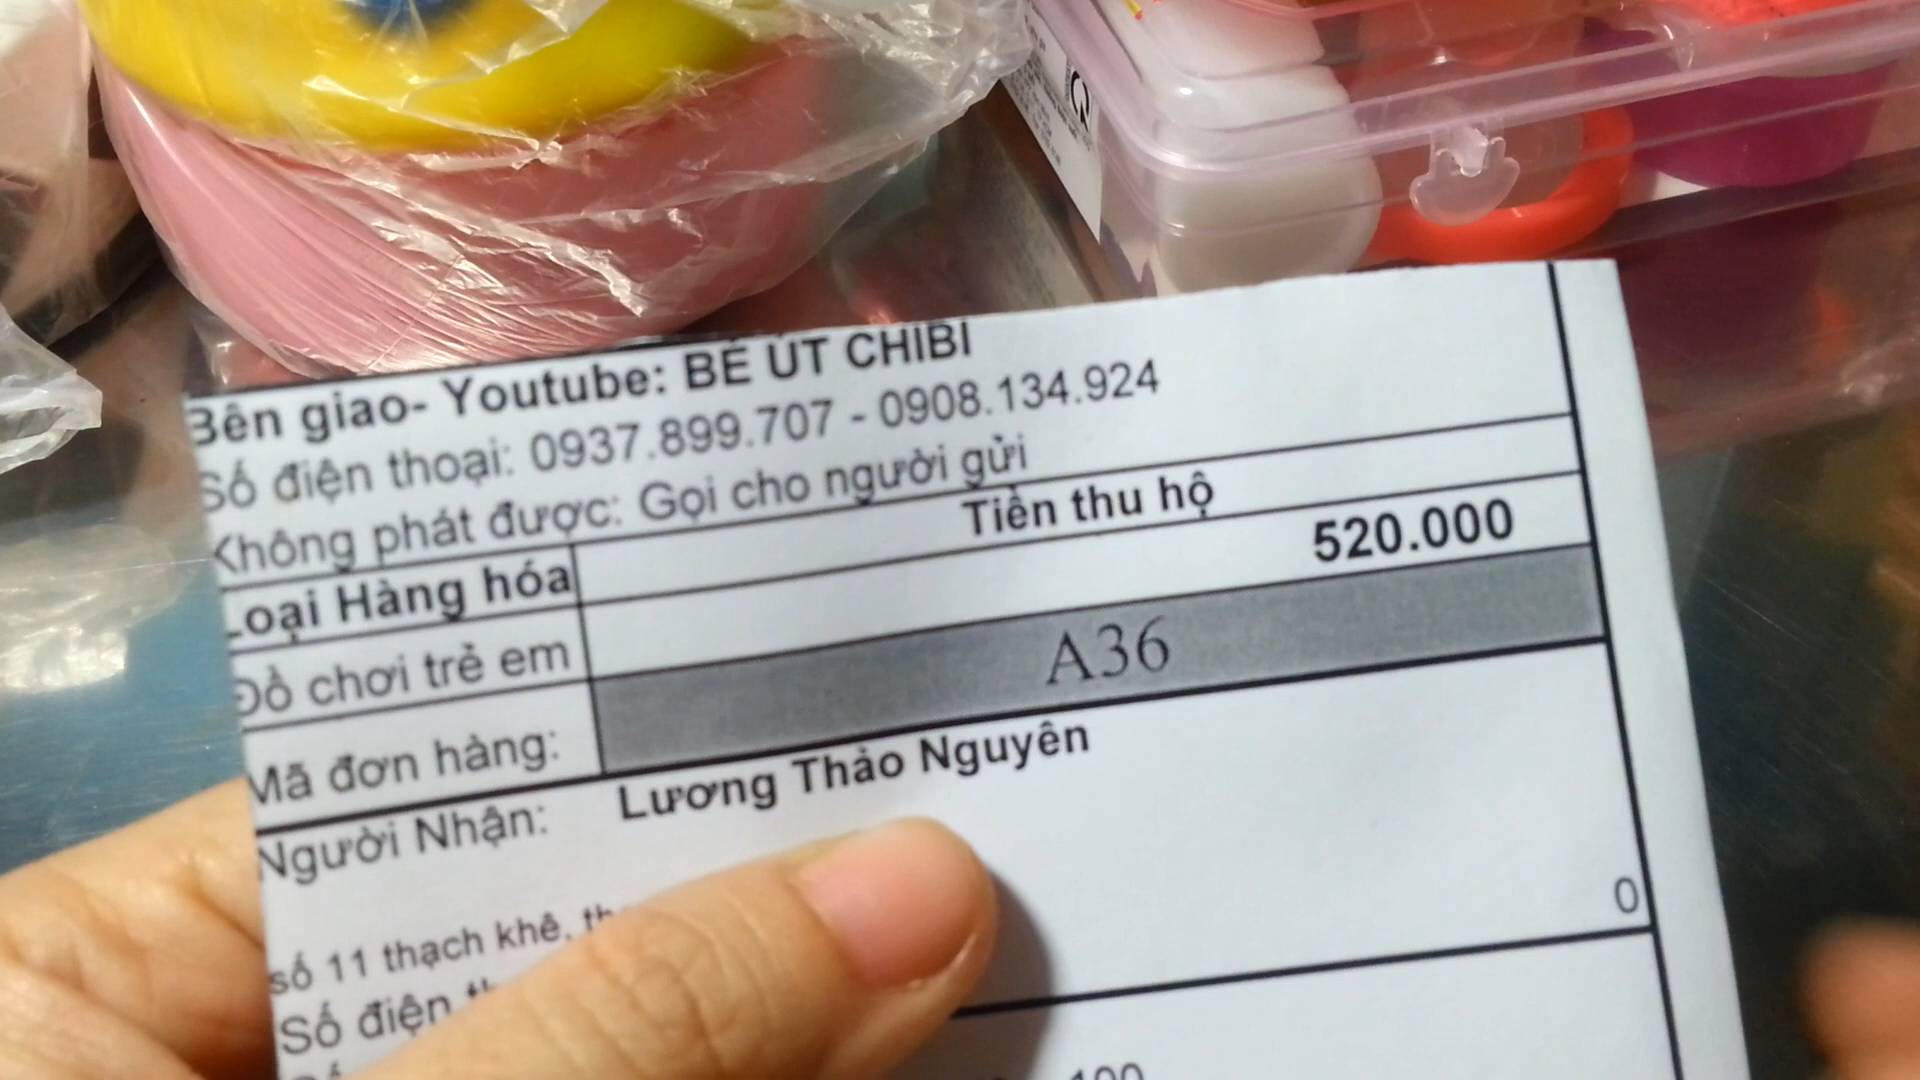 Bên giao- Youtube: BÉ ÚT CHIBI
Số điện thoại: 0937.899.707 - 0908.134.924
Không phát được: Gọi cho người gửi
Loại Hàng hóa Tiền thu hộ
Đồ chơi trẻ em 520.000
Mã đơn hàng: A36
Người Nhận: Lương Thảo Nguyên
0
số 11 thạch khê,
Số điện
100